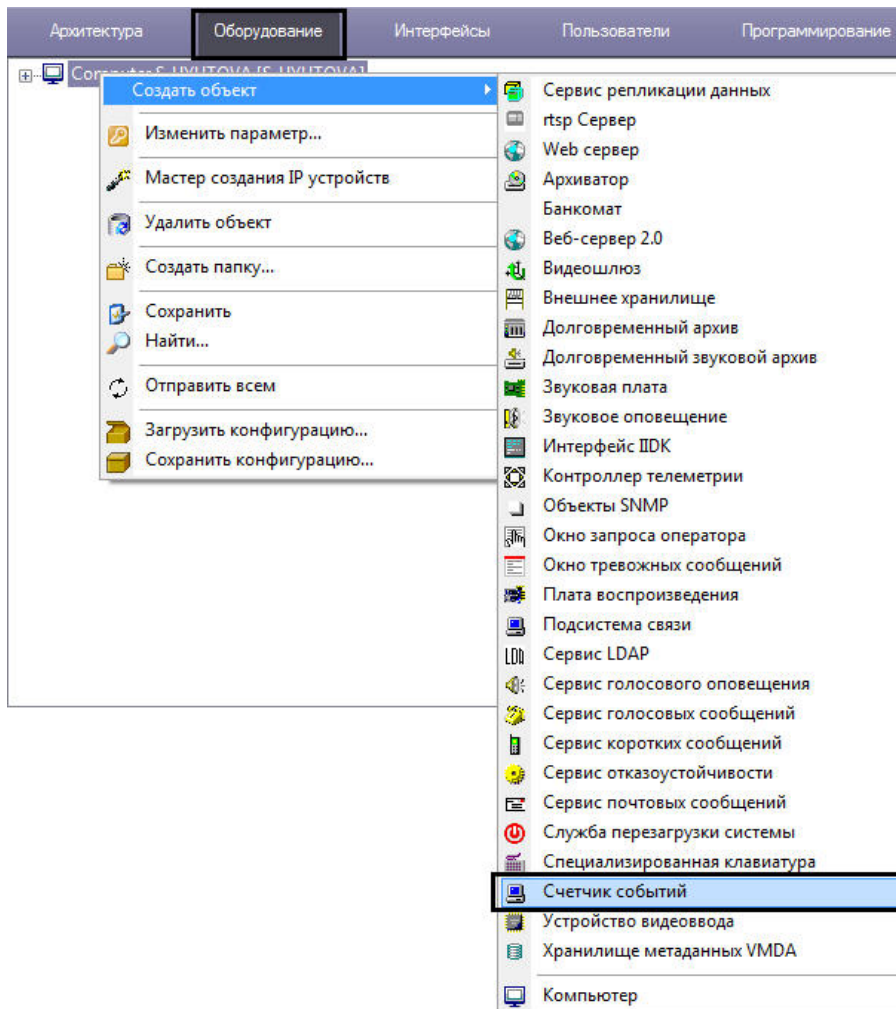 Архитектура Оборудование Интерфейсы Пользователи Программирование
Computer S-UYUTOVA [S-UYUTOVA]
Создать объект
Изменить параметр...
Мастер создания IP устройств
Удалить объект
Создать папку...
Сохранить
Найти...
Отправить всем
Загрузить конфигурацию...
Сохранить конфигурацию...
Сервис репликации данных
rtsp Сервер
Web сервер
Архиватор
Банкомат
Веб-сервер 2.0
Видеошлюз
Внешнее хранилище
Долговременный архив
Долговременный звуковой архив
Звуковая плата
Звуковое оповещение
Интерфейс IIDK
Контроллер телеметрии
Объекты SNMP
Окно запроса оператора
Окно тревожных сообщений
Плата воспроизведения
Подсистема связи
Сервис LDAP
Сервис голосового оповещения
Сервис голосовых сообщений
Сервис коротких сообщений
Сервис отказоустойчивости
Сервис почтовых сообщений
Служба перезагрузки системы
Специализированная клавиатура
Счетчик событий
Устройство видеоввода
Хранилище метаданных VMDA
Компьютер